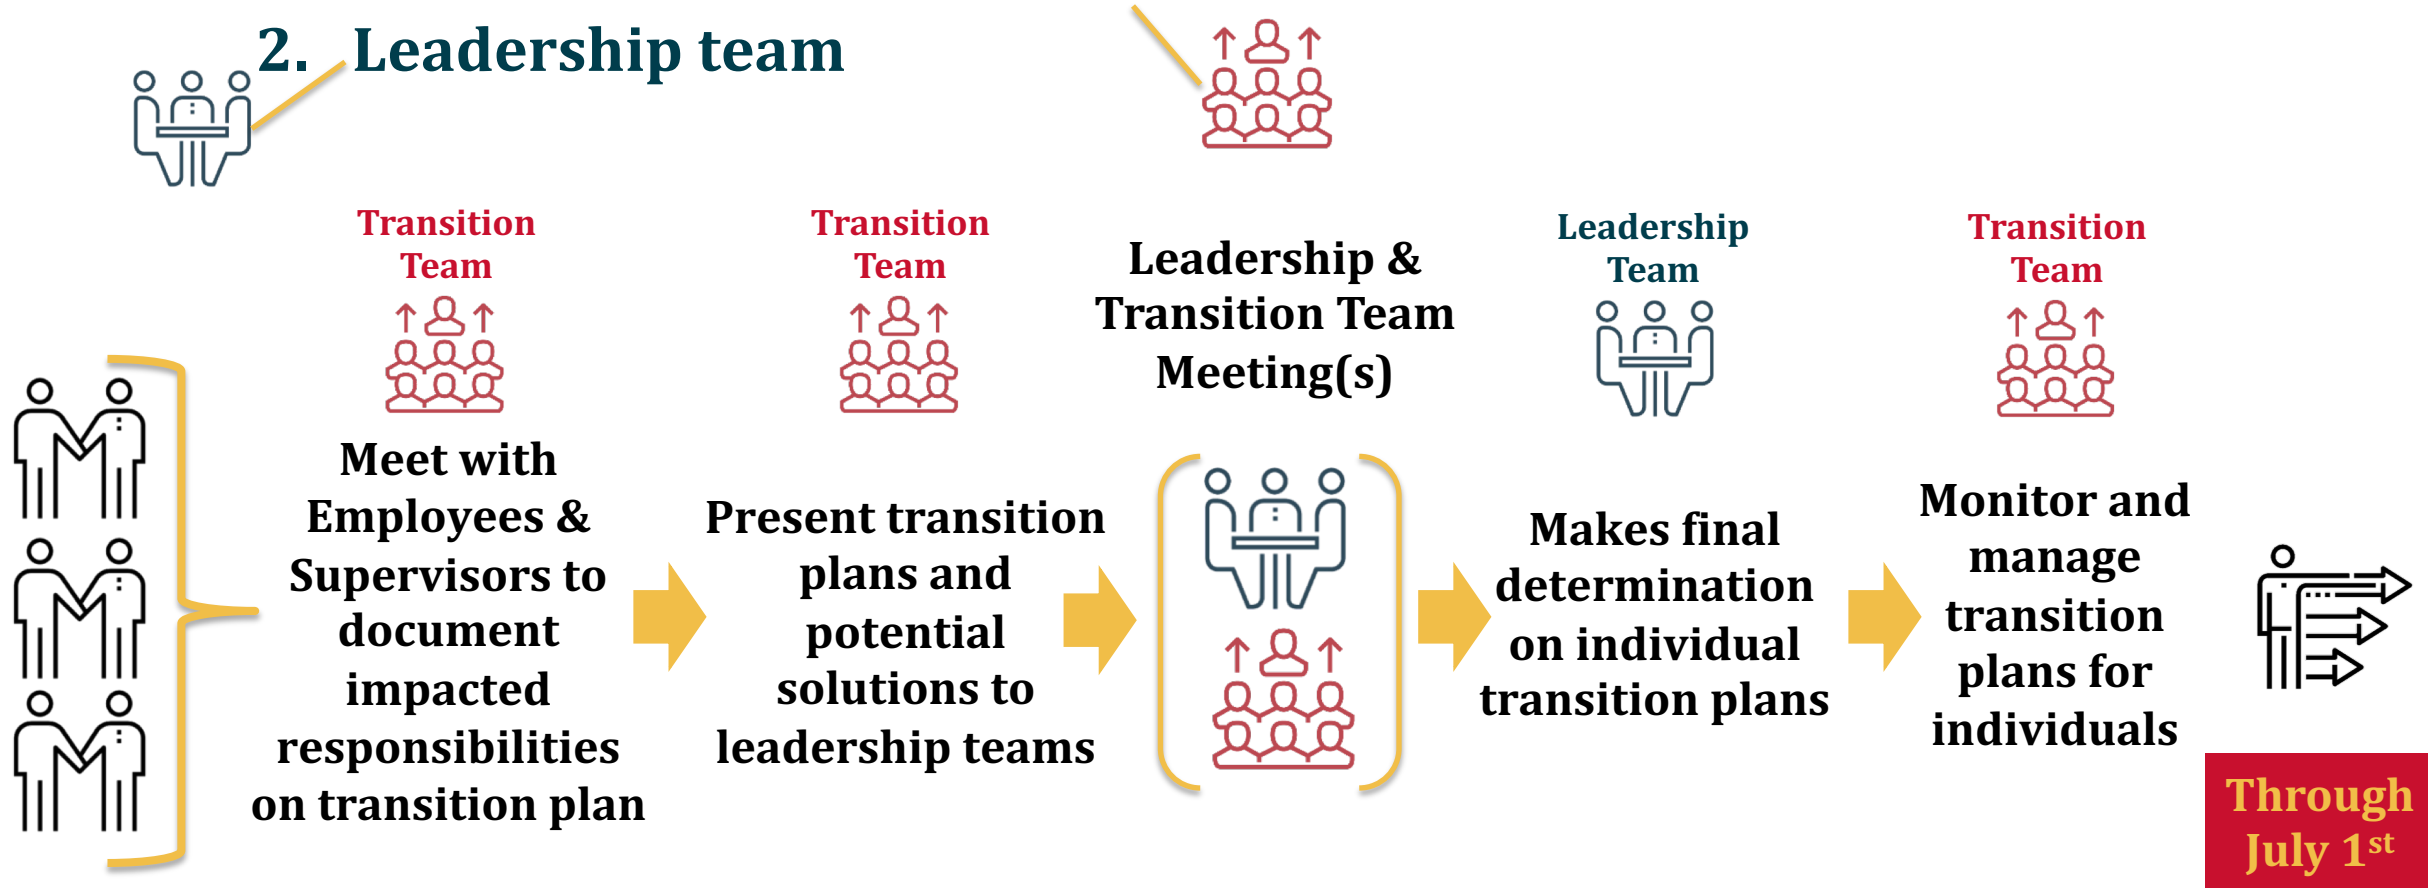 2. Leadership team
Transition
Team
Meet with
Employees &
Supervisors to
document
impacted
responsibilities
on transition plan
Transition
Team
Present transition
plans and
potential
solutions to
leadership teams
Leadership &
Transition Team
Meeting(s)
Leadership
Team
Makes final
determination
on individual
transition plans
Transition
Team
Monitor and
manage
transition
plans for
individuals
Through
July 1st